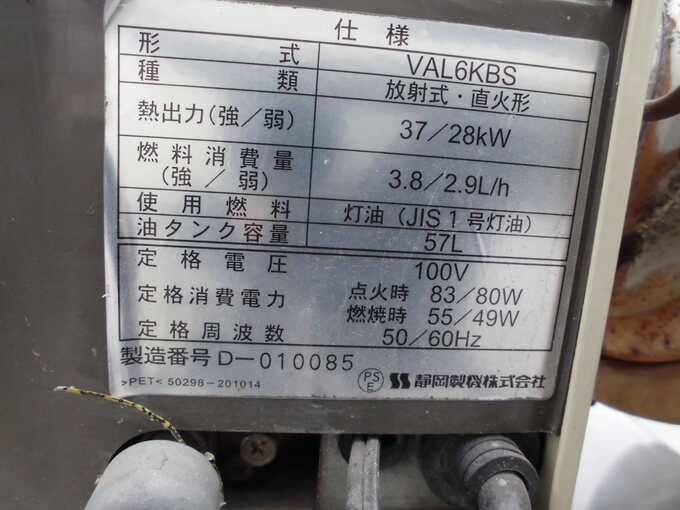 仕様
形式 VAL6KBS
種類 放射式・直火形
熱出力(強/弱) 37/28kW
燃料消費量
(強/弱) 3.8/2.9L/h
使用燃料 灯油(JIS1号灯油)
油タンク容量 57L
定格電圧 100V
定格消費電力 点火時 83/80W
燃焼時 55/49W
定格周波数 50/60Hz
製造番号 D-010085
>PET< 50298-201014 PSE 静岡製機株式会社